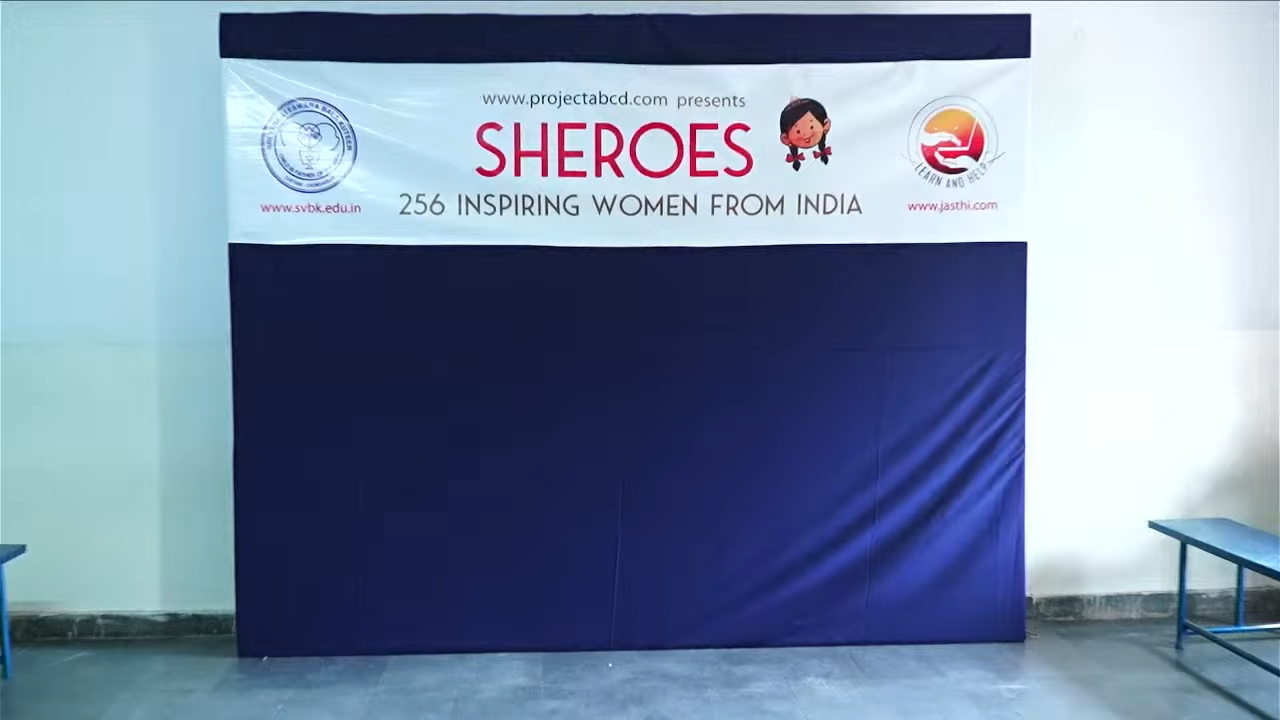 www.projectabcd.com presents
SHEROES
256 INSPIRING WOMEN FROM INDIA
www.svbk.edu.in
LEARN AND HELP
www.jasthi.com